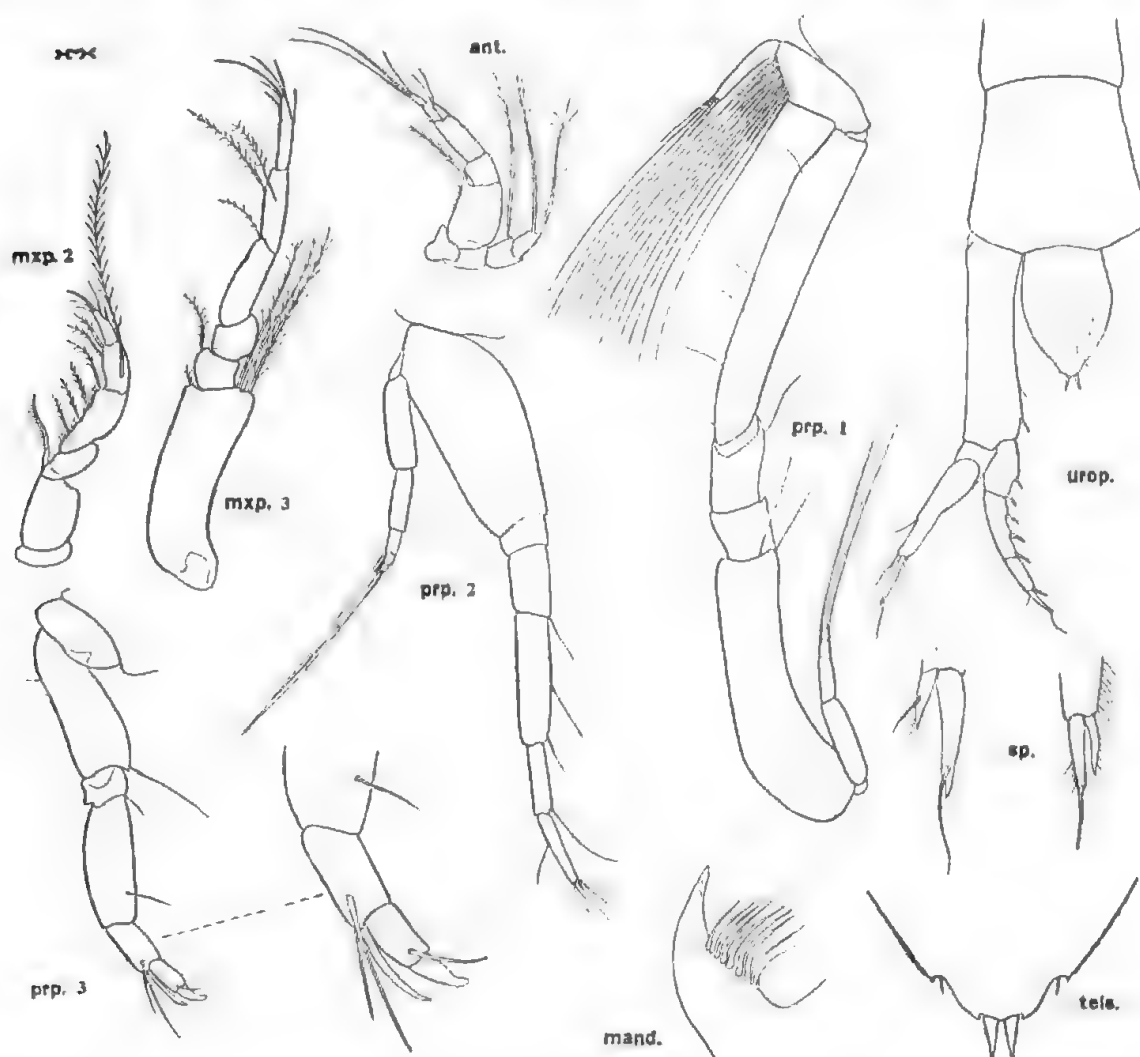 ant.
mxp. 2
mxp. 3
prp. 1
urop.
prp. 2
sp.
prp. 3
mand.
tels.